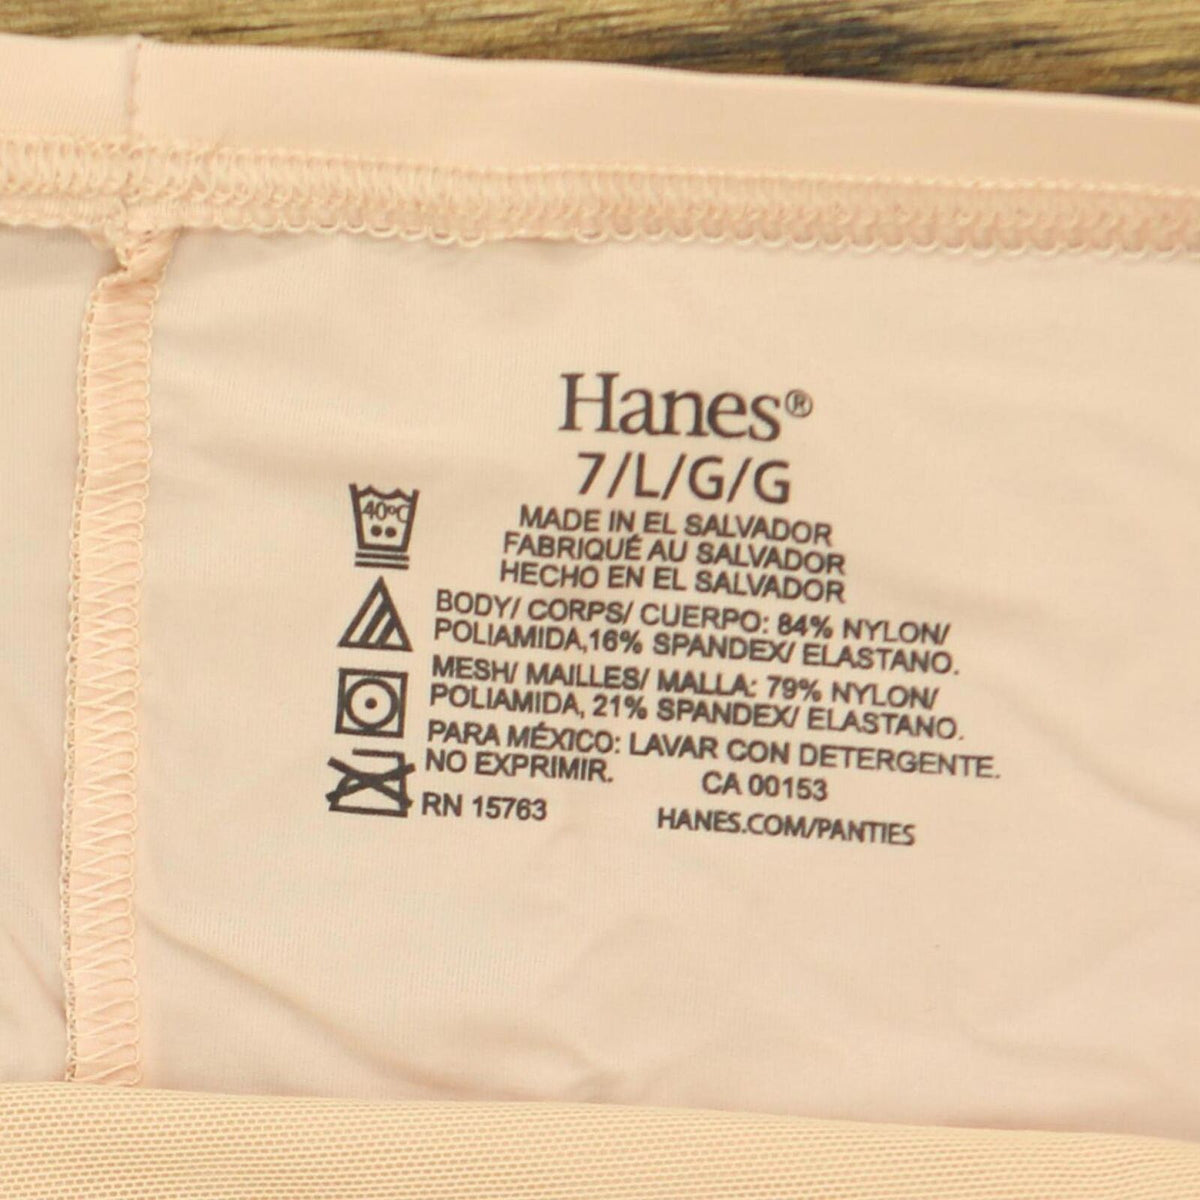 Hanes®
7/L/G/G
40ºC
MADE IN EL SALVADOR
FABRIQUÉ AU SALVADOR
HECHO EN EL SALVADOR
BODY/ CORPS/ CUERPO: 84% NYLON/
POLIAMIDA,16% SPANDEX/ ELASTANO.
MESH/ MAILLES/ MALLA: 79% NYLON/
POLIAMIDA, 21% SPANDEX/ ELASTANO.
PARA MÉXICO: LAVAR CON DETERGENTE.
NO EXPRIMIR. CA 00153
RN 15763 HANES.COM/PANTIES